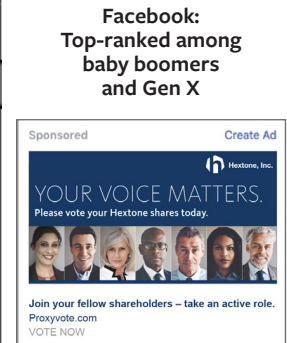 Facebook:
Top-ranked among
baby boomers
and Gen X
Sponsored Create Ad
Hextone, Inc.
YOUR VOICE MATTERS.
Please vote your Hextone shares today.
Join your fellow shareholders – take an active role.
Proxyvote.com
VOTE NOW